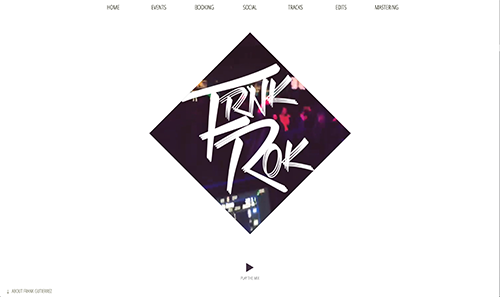 HOME EVENTS BOOKING SOCIAL TRACKS EDITS MASTERING
FRNK
ROK
PLAY THE MIX
ABOUT FRANK GUTIERREZ